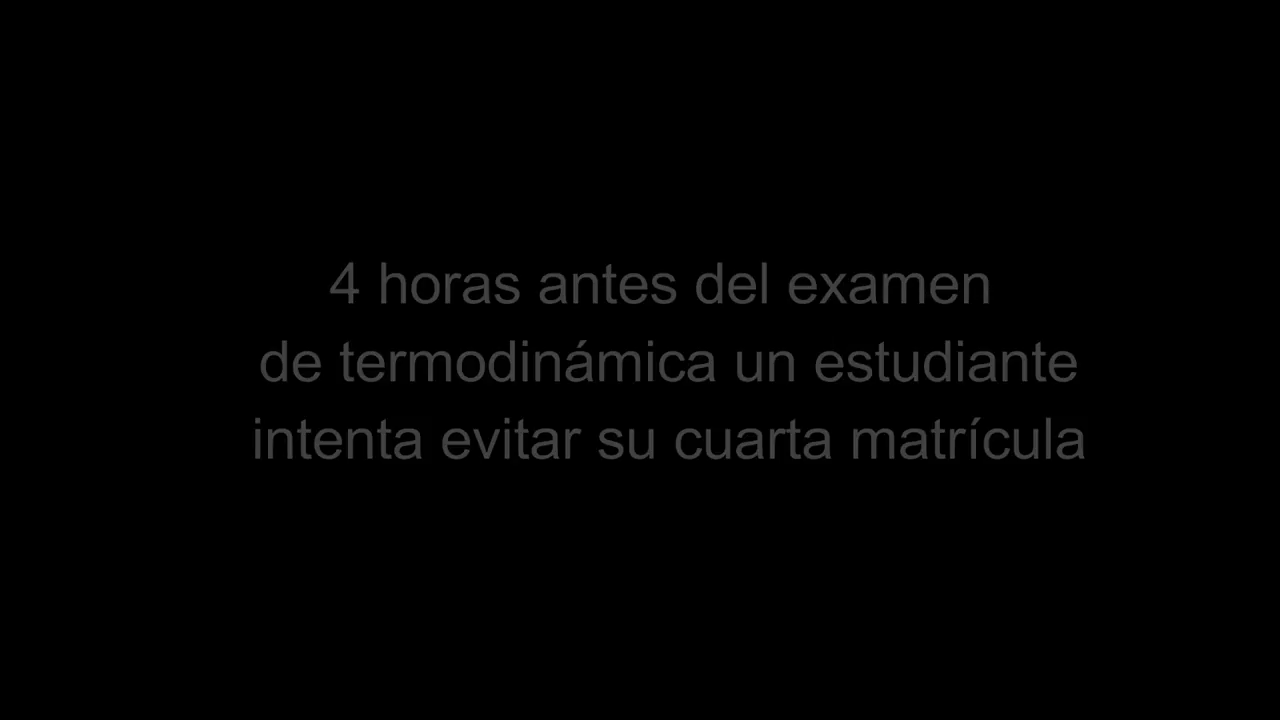 4 horas antes del examen
de termodinámica un estudiante
intenta evitar su cuarta matrícula